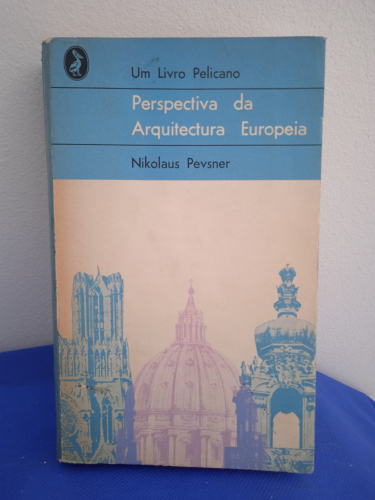 Um Livro Pelicano
Perspectiva da
Arquitectura Europeia
Nikolaus Pevsner